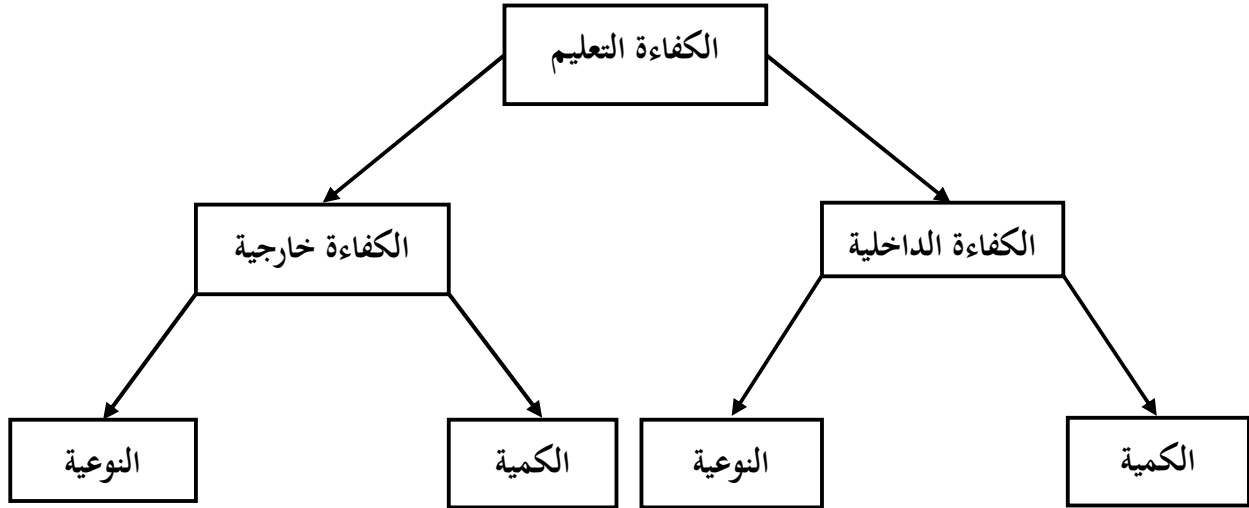 الكفاءة التعليم
الكفاءة الداخلية
الكفاءة خارجية
الكمية
النوعية
الكمية
النوعية